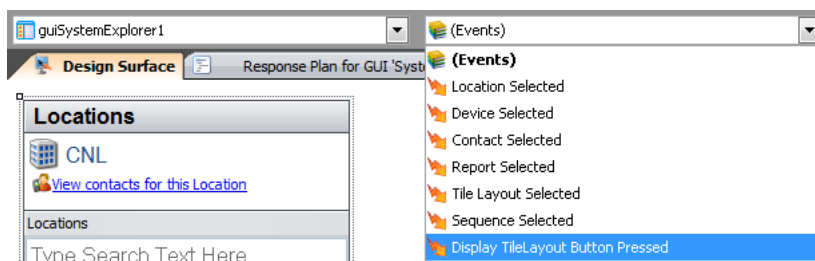 guiSystemExplorer1
(Events)
Design Surface
Response Plan for GUI 'Syst
(Events)
Location Selected
Device Selected
Contact Selected
Report Selected
Tile Layout Selected
Sequence Selected
Display TileLayout Button Pressed
Locations
CNL
View contacts for this Location
Locations
Type Search Text Here